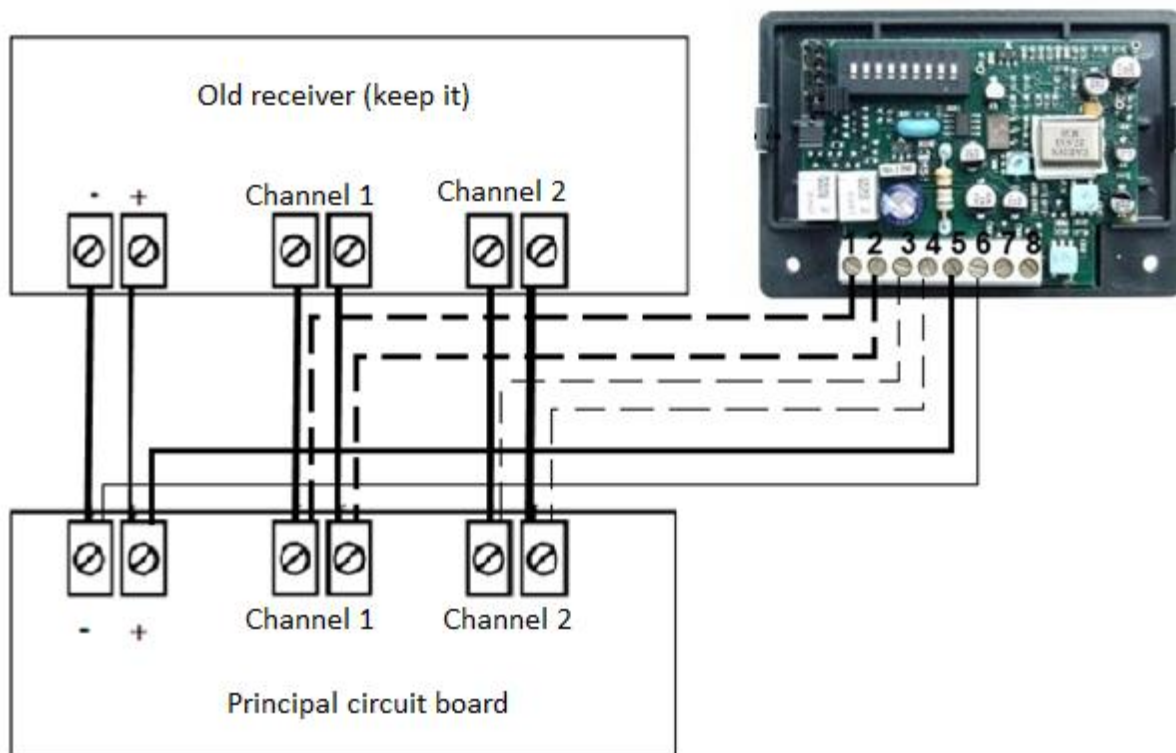 Old receiver (keep it)
- +
Channel 1
Channel 2
1 2 3 4 5 6 7 8
Channel 1
Channel 2
- +
Principal circuit board